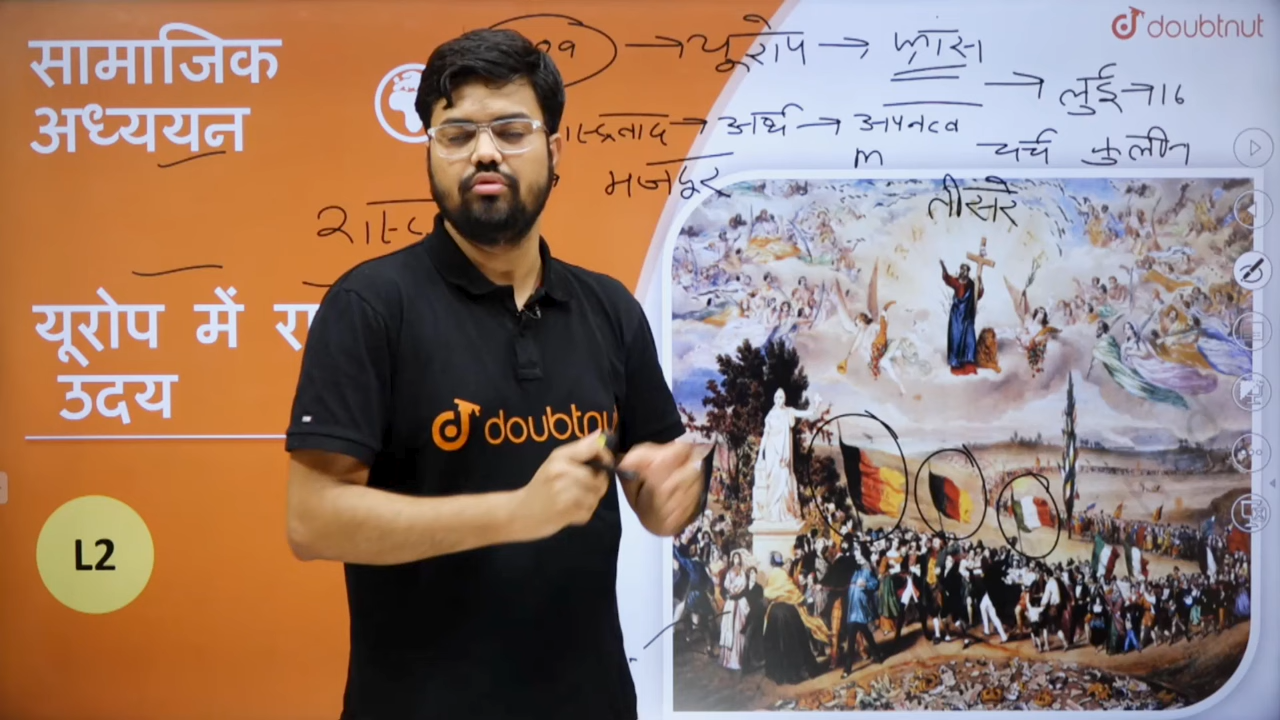 सामाजिक
अध्ययन
यूरोप में रा
उदय
L2
doubtnut
→ यूरोप → फ्रांस
→ लुई → 16
→ अर्थ → अपनत्व
m
चर्च कुलीन
मजदूर
तीसरे
doubtnut